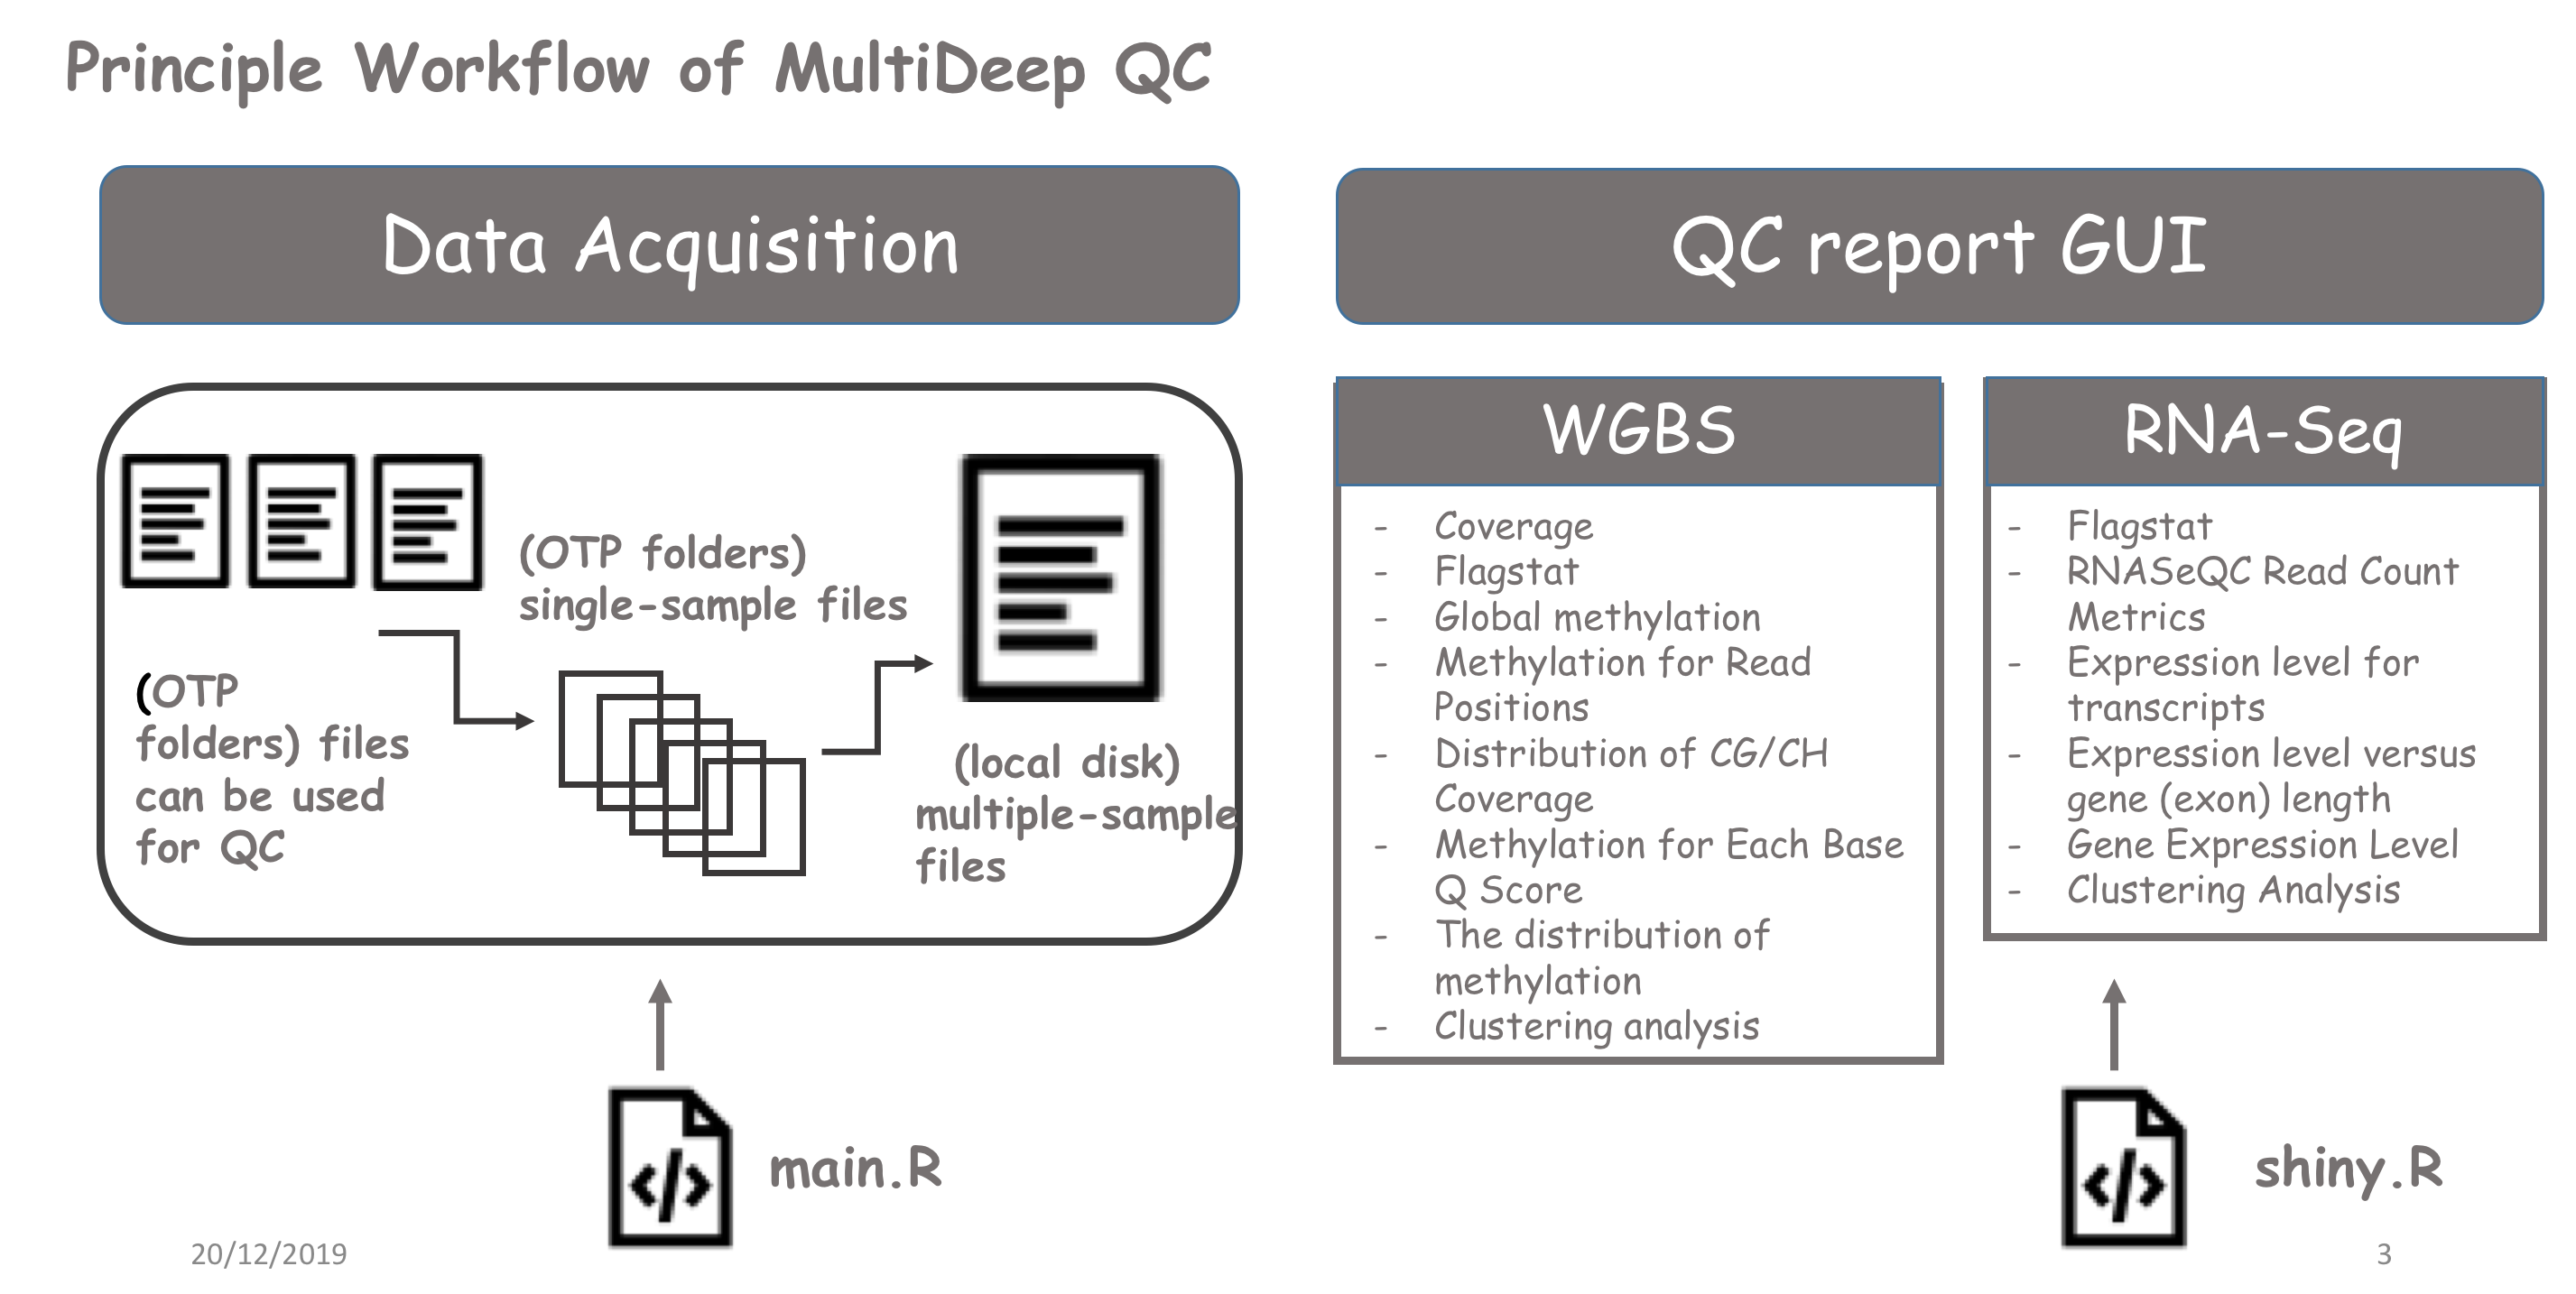 Principle Workflow of MultiDeep QC
Data Acquisition
(OTP folders)
single-sample files
(OTP
folders) files
can be used
for QC
(local disk)
multiple-sample
files
</>
main.R
QC report GUI
WGBS
- Coverage
- Flagstat
- Global methylation
- Methylation for Read
Positions
- Distribution of CG/CH
Coverage
- Methylation for Each Base
Q Score
- The distribution of
methylation
- Clustering analysis
RNA-Seq
- Flagstat
- RNASeQC Read Count
Metrics
- Expression level for
transcripts
- Expression level versus
gene (exon) length
- Gene Expression Level
- Clustering Analysis
</>
shiny.R
20/12/2019
3